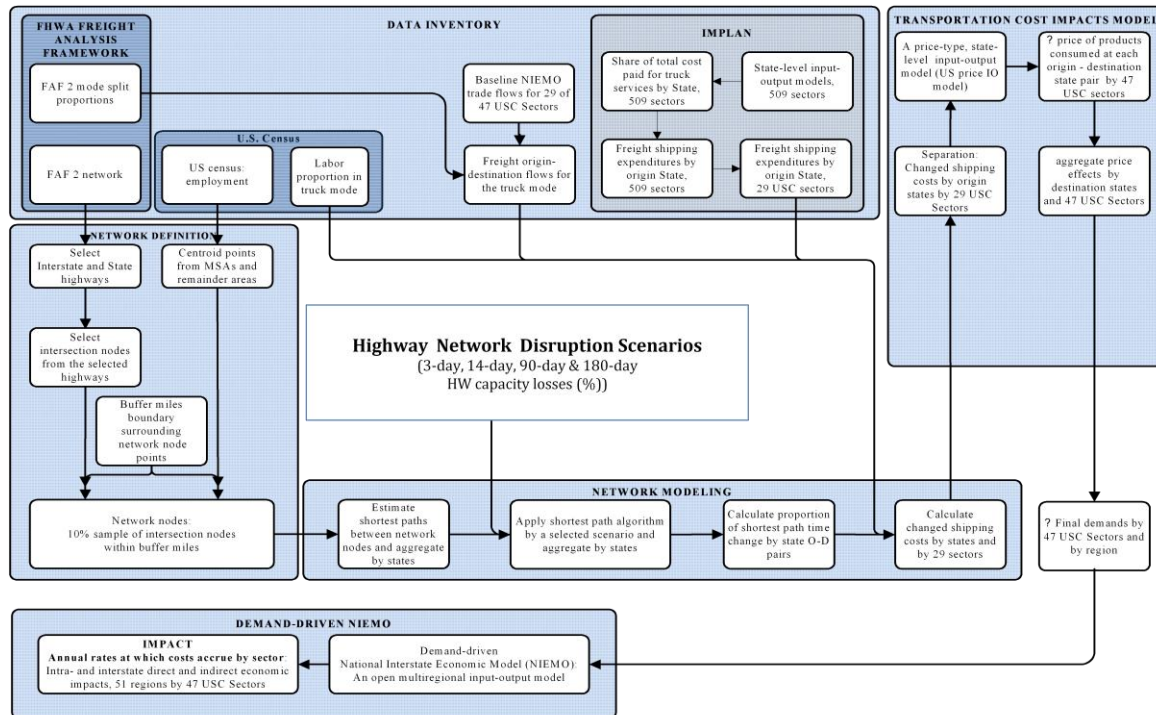 DATA INVENTORY
FHWA FREIGHT
ANALYSIS
FRAMEWORK
FAF 2 mode split
proportions
FAF 2 network
U.S. Census
US census:
employment
Labor
proportion in
truck mode
Baseline NIEMO
trade flows for 29 of
47 USC Sectors
Freight origin-
destination flows
for the truck mode
IMPLAN
Share of total cost
paid for truck
services by State,
509 sectors
State-level input-
output models,
509 sectors
Freight shipping
expenditures by
origin State,
509 sectors
Freight shipping
expenditures by
origin State,
29 USC sectors
TRANSPORTATION COST IMPACTS MODEL
A price-type, state-
level input-output
model (US price IO
model)
? price of products
consumed at each
origin - destination
state pair by 47
USC sectors
Separation:
Changed shipping
costs by origin
states by 29 USC
Sectors
aggregate price
effects by
destination states
and 47 USC Sectors
NETWORK DEFINITION
Select
Interstate and State
highways
Centroid points
from MSAs and
remainder areas
Select
intersection nodes
from the selected
highways
Buffer miles
boundary
surrounding
network node
points
Network nodes:
10% sample of intersection nodes
within buffer miles
Highway Network Disruption Scenarios
(3-day, 14-day, 90-day & 180-day
HW capacity losses (%))
NETWORK MODELING
Estimate
shortest paths
between network
nodes and aggregate
by states
Apply shortest path algorithm
by a selected scenario and
aggregate by states
Calculate proportion
of shortest path time
change by state O-D
pairs
Calculate
changed shipping
costs by states and
by 29 sectors
? Final demands by
47 USC Sectors and
by region
DEMAND-DRIVEN NIEMO
IMPACT
Annual rates at which costs accrue by sector:
Intra- and interstate direct and indirect economic
impacts, 51 regions by 47 USC Sectors
Demand-driven
National Interstate Economic Model (NIEMO):
An open multiregional input-output model